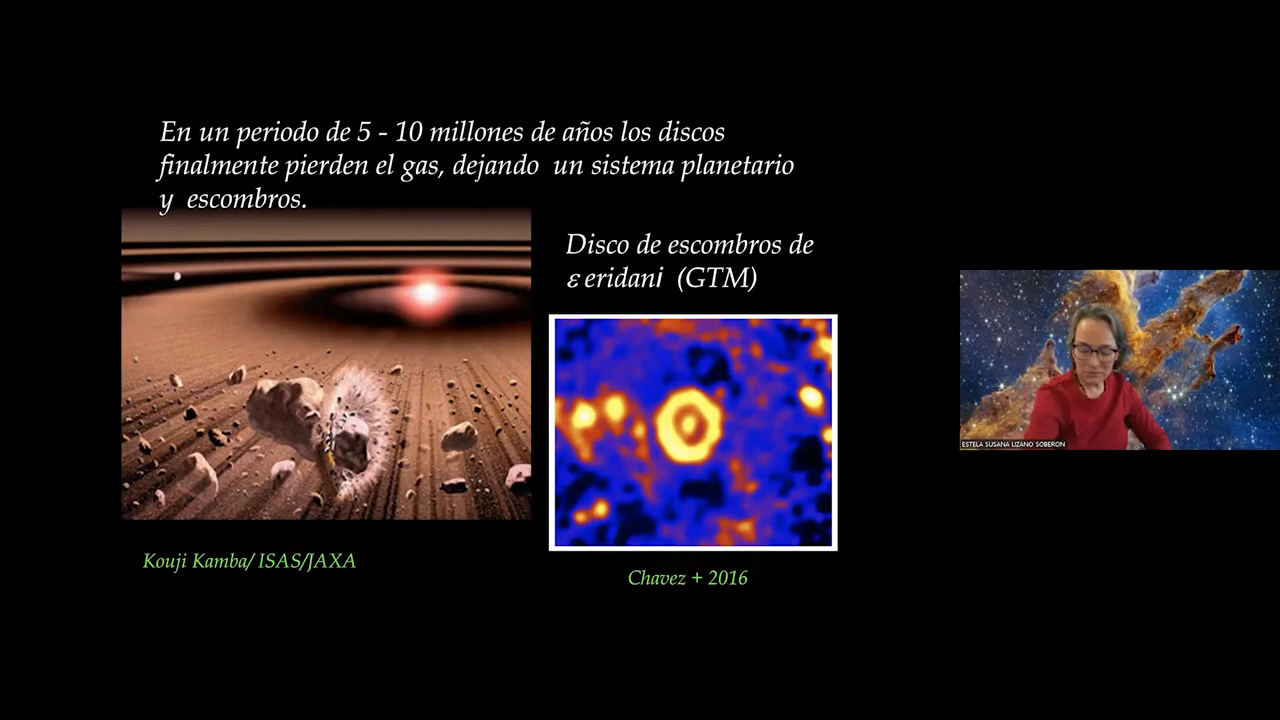 En un periodo de 5 - 10 millones de años los discos
finalmente pierden el gas, dejando un sistema planetario
y escombros.
Disco de escombros de
ε eridani (GTM)
Kouji Kamba/ ISAS/JAXA
Chavez + 2016
ESTELA SUSANA LIZANO SOBERON